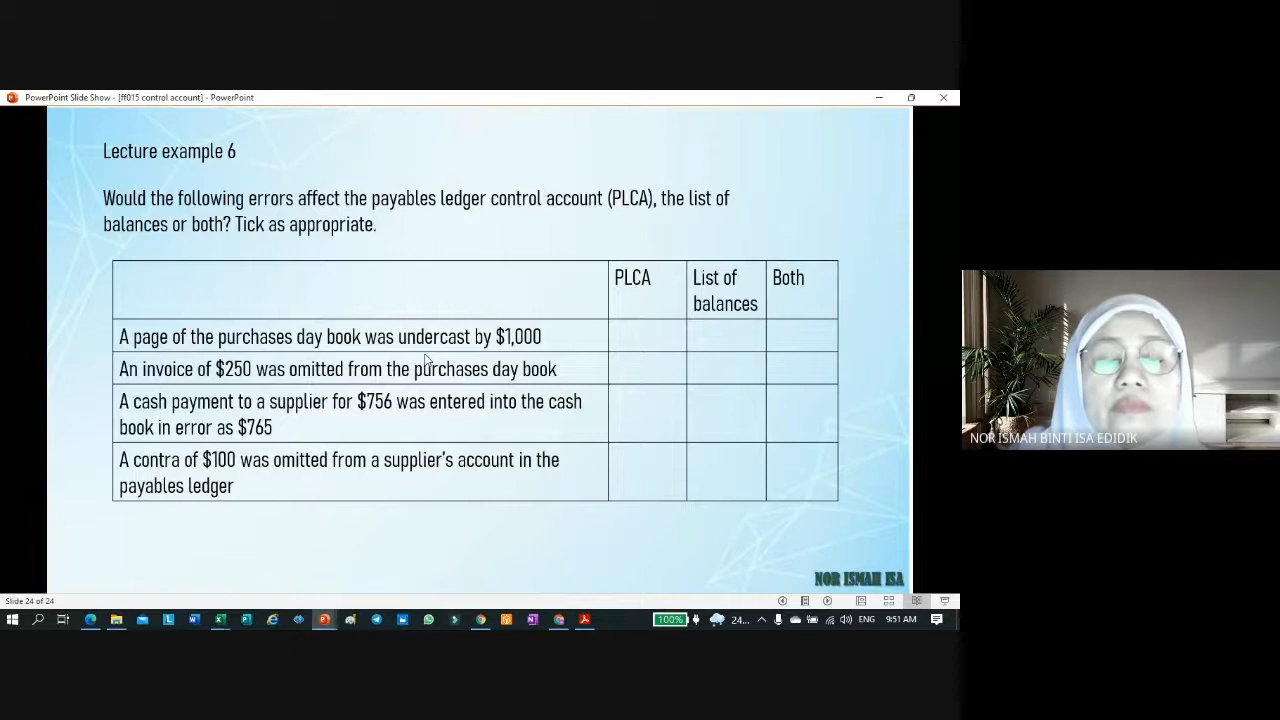 PowerPoint Slide Show - [ff015 control account] - PowerPoint
Lecture example 6
Would the following errors affect the payables ledger control account (PLCA), the list of
balances or both? Tick as appropriate.
PLCA
List of
balances
Both
A page of the purchases day book was undercast by $1,000
An invoice of $250 was omitted from the purchases day book
A cash payment to a supplier for $756 was entered into the cash
book in error as $765
A contra of $100 was omitted from a supplier's account in the
payables ledger
NOR ISMAH ISA
NOR ISMAH BINTI ISA EDIDIK
Slide 24 of 24
100%
24...
ENG
9:51 AM